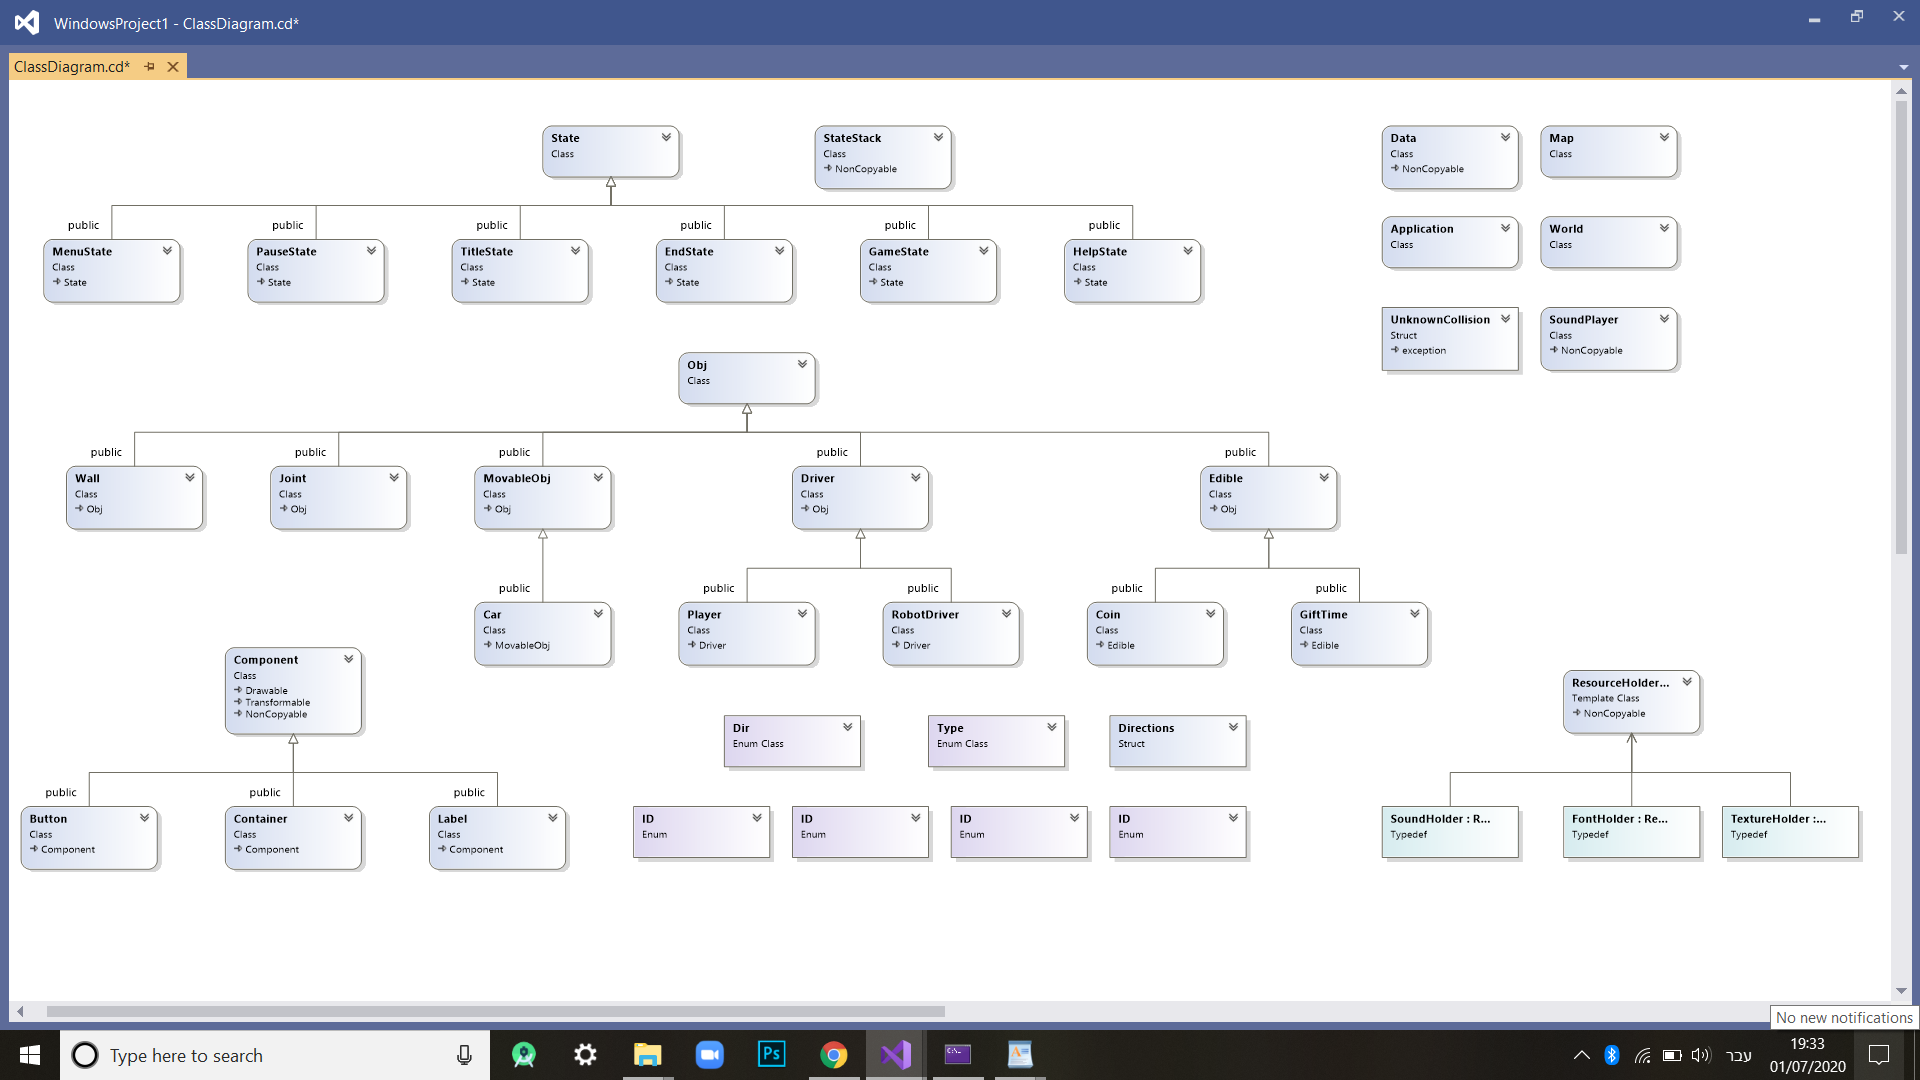 WindowsProject1 - ClassDiagram.cd*
ClassDiagram.cd*
State
Class
StateStack
Class
NonCopyable
Data
Class
NonCopyable
Map
Class
public
public
public
public
public
public
MenuState
Class
State
PauseState
Class
State
TitleState
Class
State
EndState
Class
State
GameState
Class
State
HelpState
Class
State
Application
Class
World
Class
UnknownCollision
Struct
exception
SoundPlayer
Class
NonCopyable
Obj
Class
public
public
public
public
public
Wall
Class
Obj
Joint
Class
Obj
MovableObj
Class
Obj
Driver
Class
Obj
Edible
Class
Obj
public
public
public
public
public
Car
Class
MovableObj
Player
Class
Driver
RobotDriver
Class
Driver
Coin
Class
Edible
GiftTime
Class
Edible
Component
Class
Drawable
Transformable
NonCopyable
ResourceHolder...
Template Class
NonCopyable
Dir
Enum Class
Type
Enum Class
Directions
Struct
public
public
public
Button
Class
Component
Container
Class
Component
Label
Class
Component
ID
Enum
ID
Enum
ID
Enum
ID
Enum
SoundHolder : R...
Typedef
FontHolder : Re...
Typedef
TextureHolder :...
Typedef
No new notifications
Type here to search
Ps
C:\.
עבר
19:33
01/07/2020